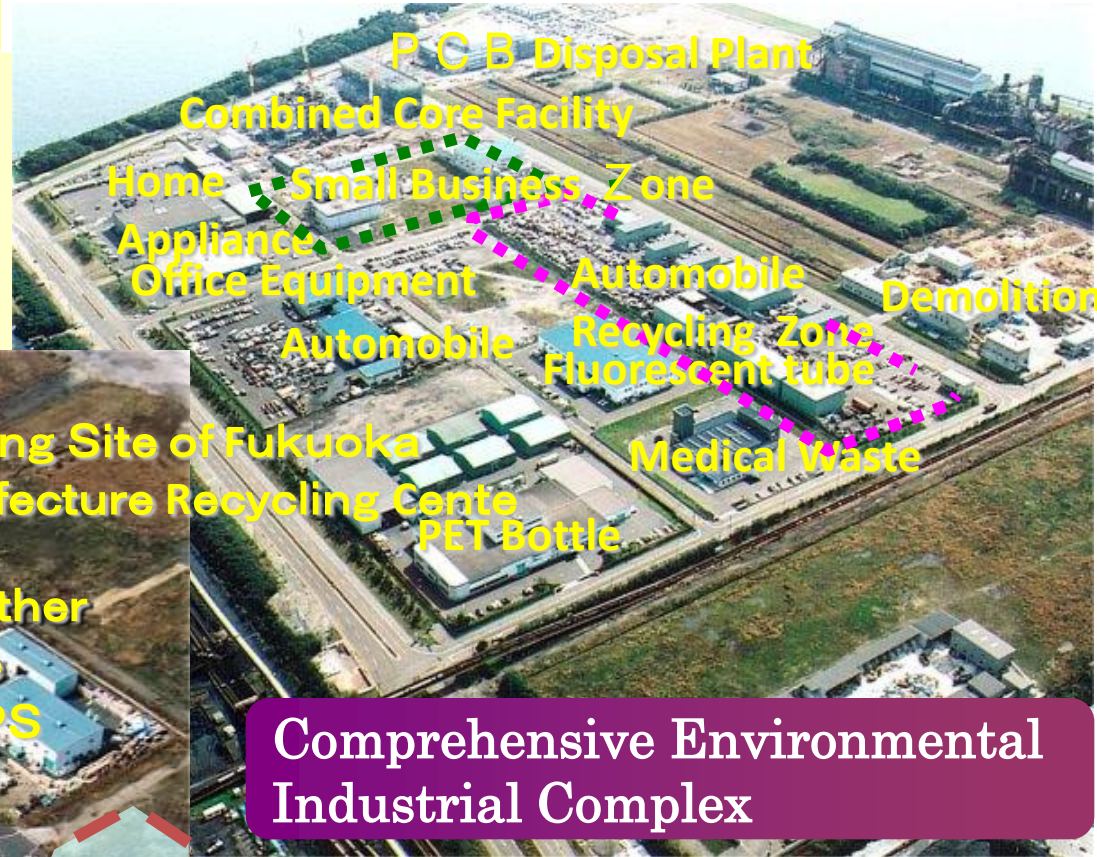 ＰＣＢ Disposal Plant
Combined Core Facility
Home
Appliance
Small Business Ｚone
Office Equipment
Automobile
Automobile
Recycling Zone
Demolition
Fluorescent tube
Medical Waste
PET Bottle
ng Site of Fukuoka
fecture Recycling Cente
ther
PS
Comprehensive Environmental
Industrial Complex